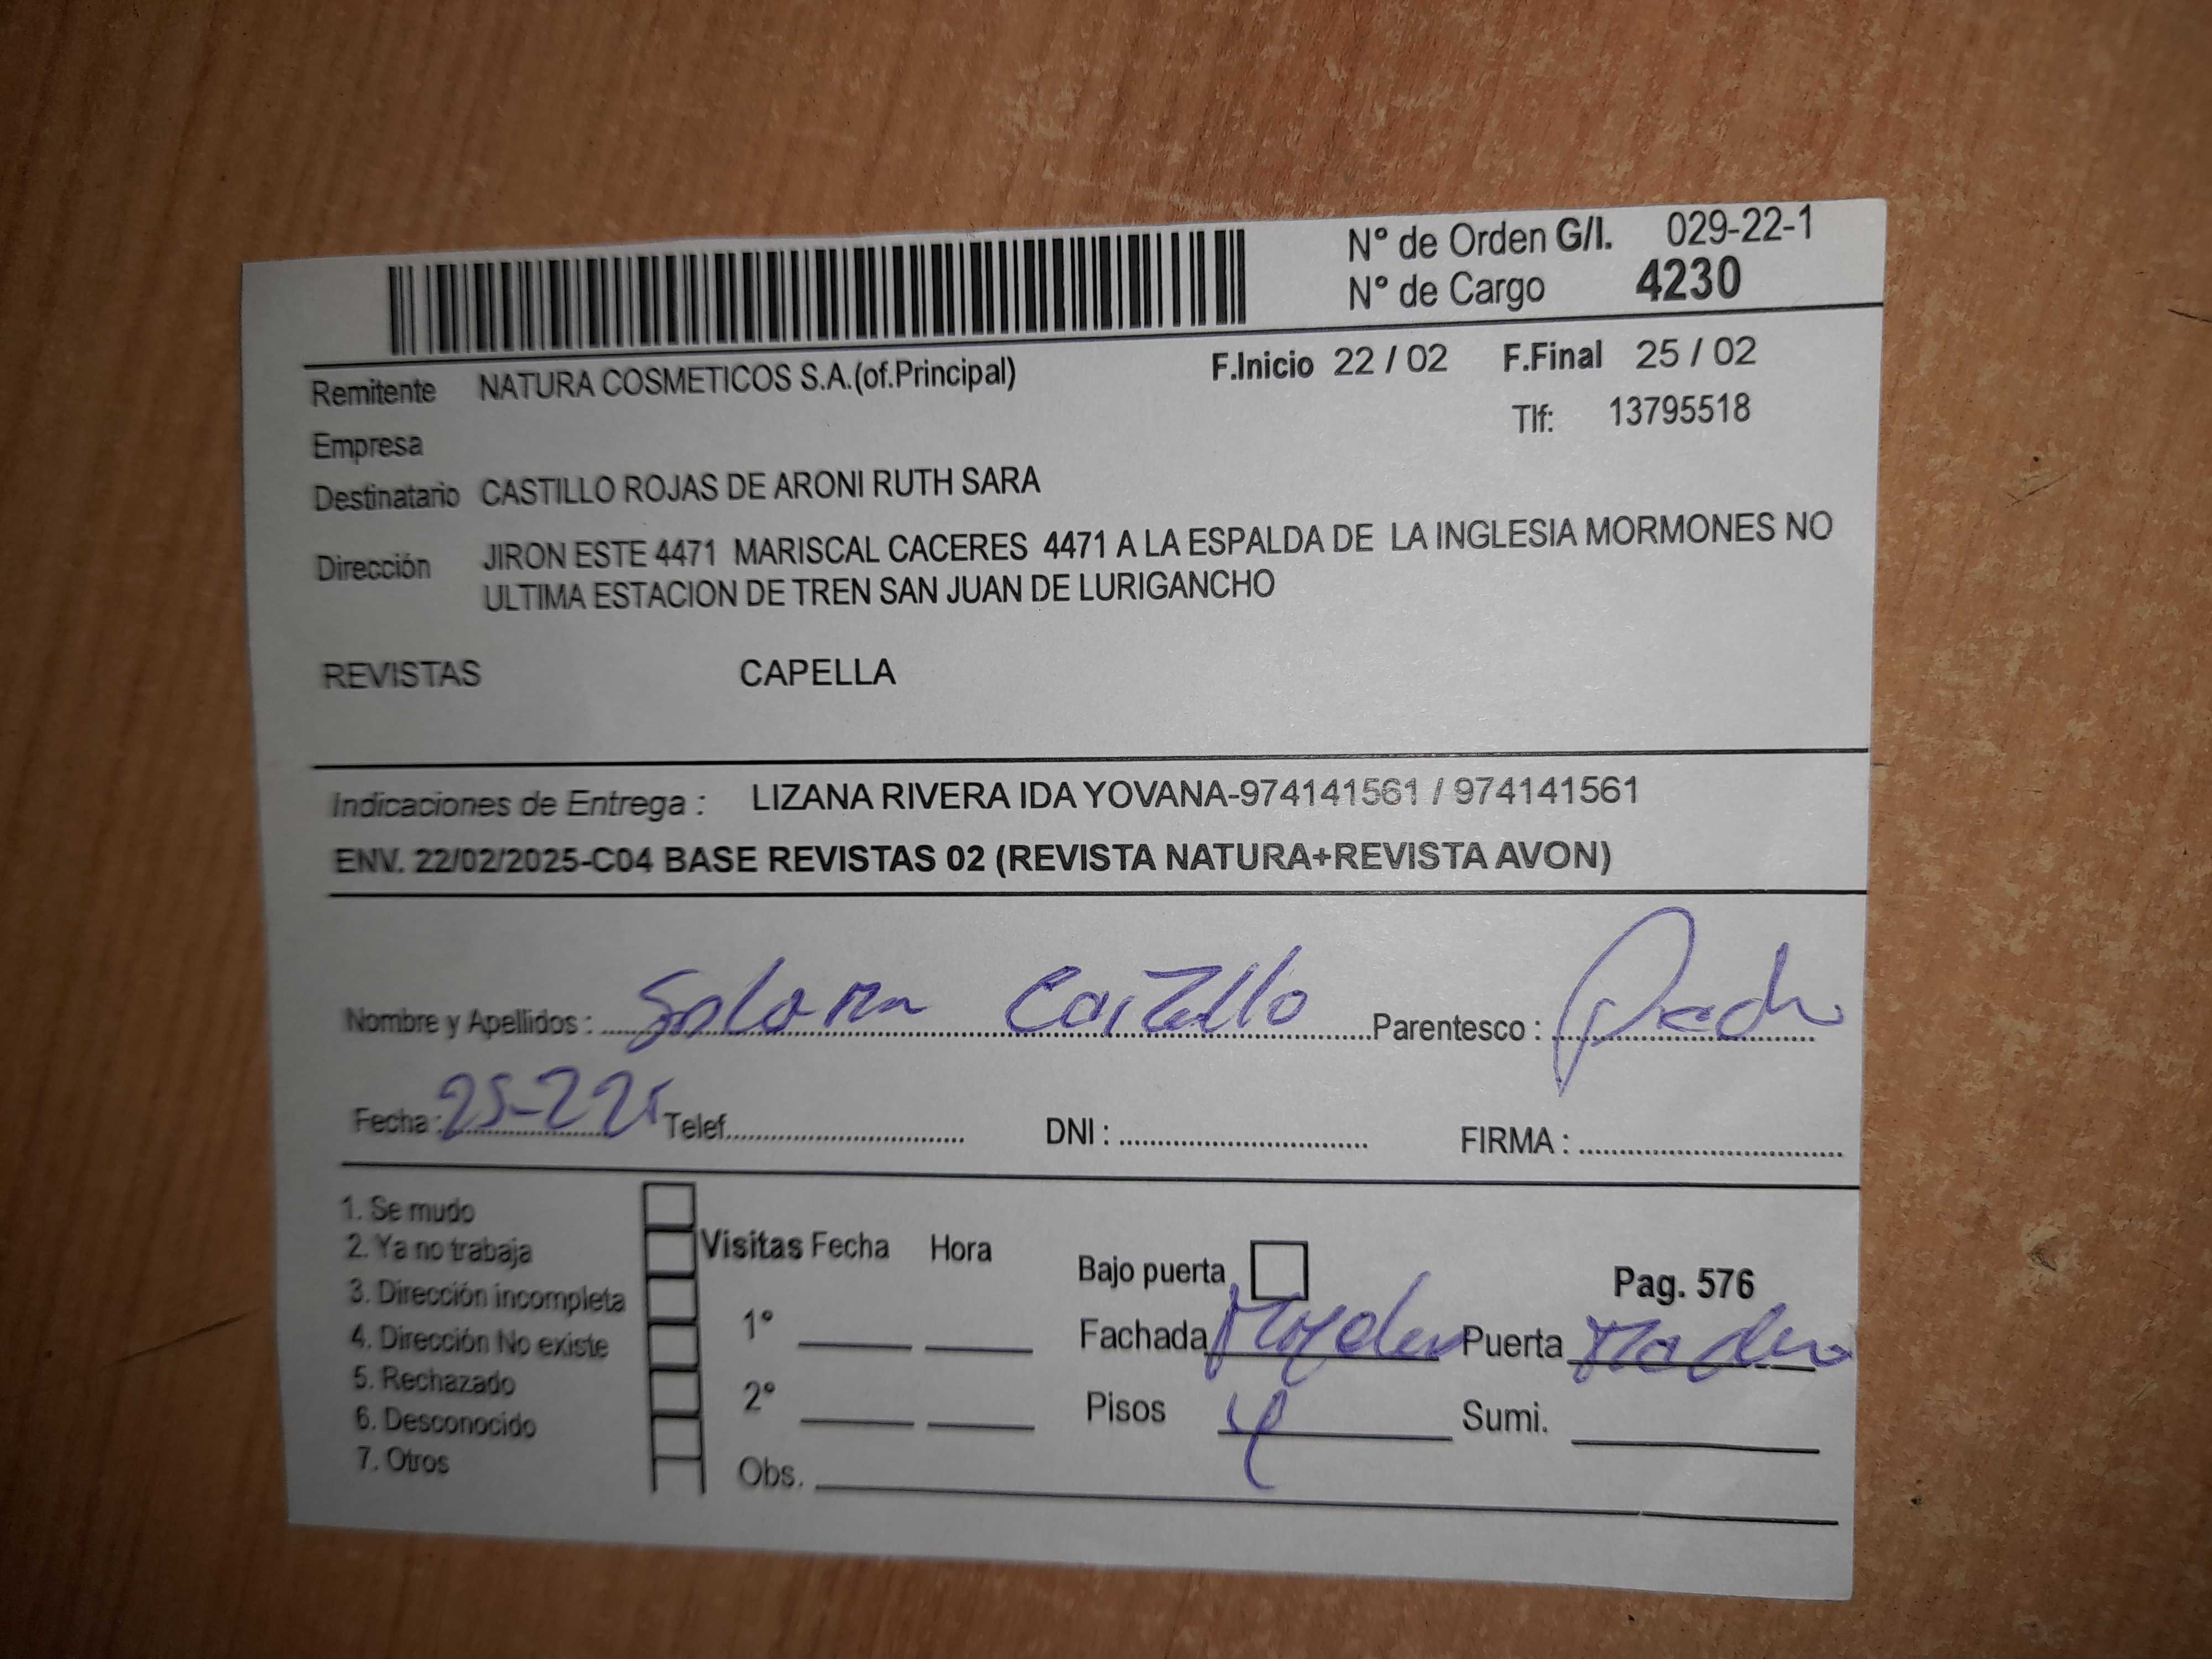 N° de Orden G/I. 029-22-1
N° de Cargo 4230
Remitente NATURA COSMETICOS S.A.(of.Principal) F.Inicio 22 / 02 F.Final 25 / 02
Tlf: 13795518
Empresa
Destinatario CASTILLO ROJAS DE ARONI RUTH SARA
Dirección JIRON ESTE 4471 MARISCAL CACERES 4471 A LA ESPALDA DE LA INGLESIA MORMONES NO
ULTIMA ESTACION DE TREN SAN JUAN DE LURIGANCHO
REVISTAS CAPELLA
Indicaciones de Entrega : LIZANA RIVERA IDA YOVANA-974141561 / 974141561
ENV. 22/02/2025-C04 BASE REVISTAS 02 (REVISTA NATURA+REVISTA AVON)
Nombre y Apellidos : Parentesco :
Fecha : 25-2 Telef. DNI : FIRMA :
1. Se mudo
2. Ya no trabaja Visitas Fecha Hora
3. Dirección incompleta Bajo puerta Pag. 576
4. Dirección No existe 1° Fachada Puerta
5. Rechazado
6. Desconocido 2° Pisos 4 Sumi.
7. Otros Obs.